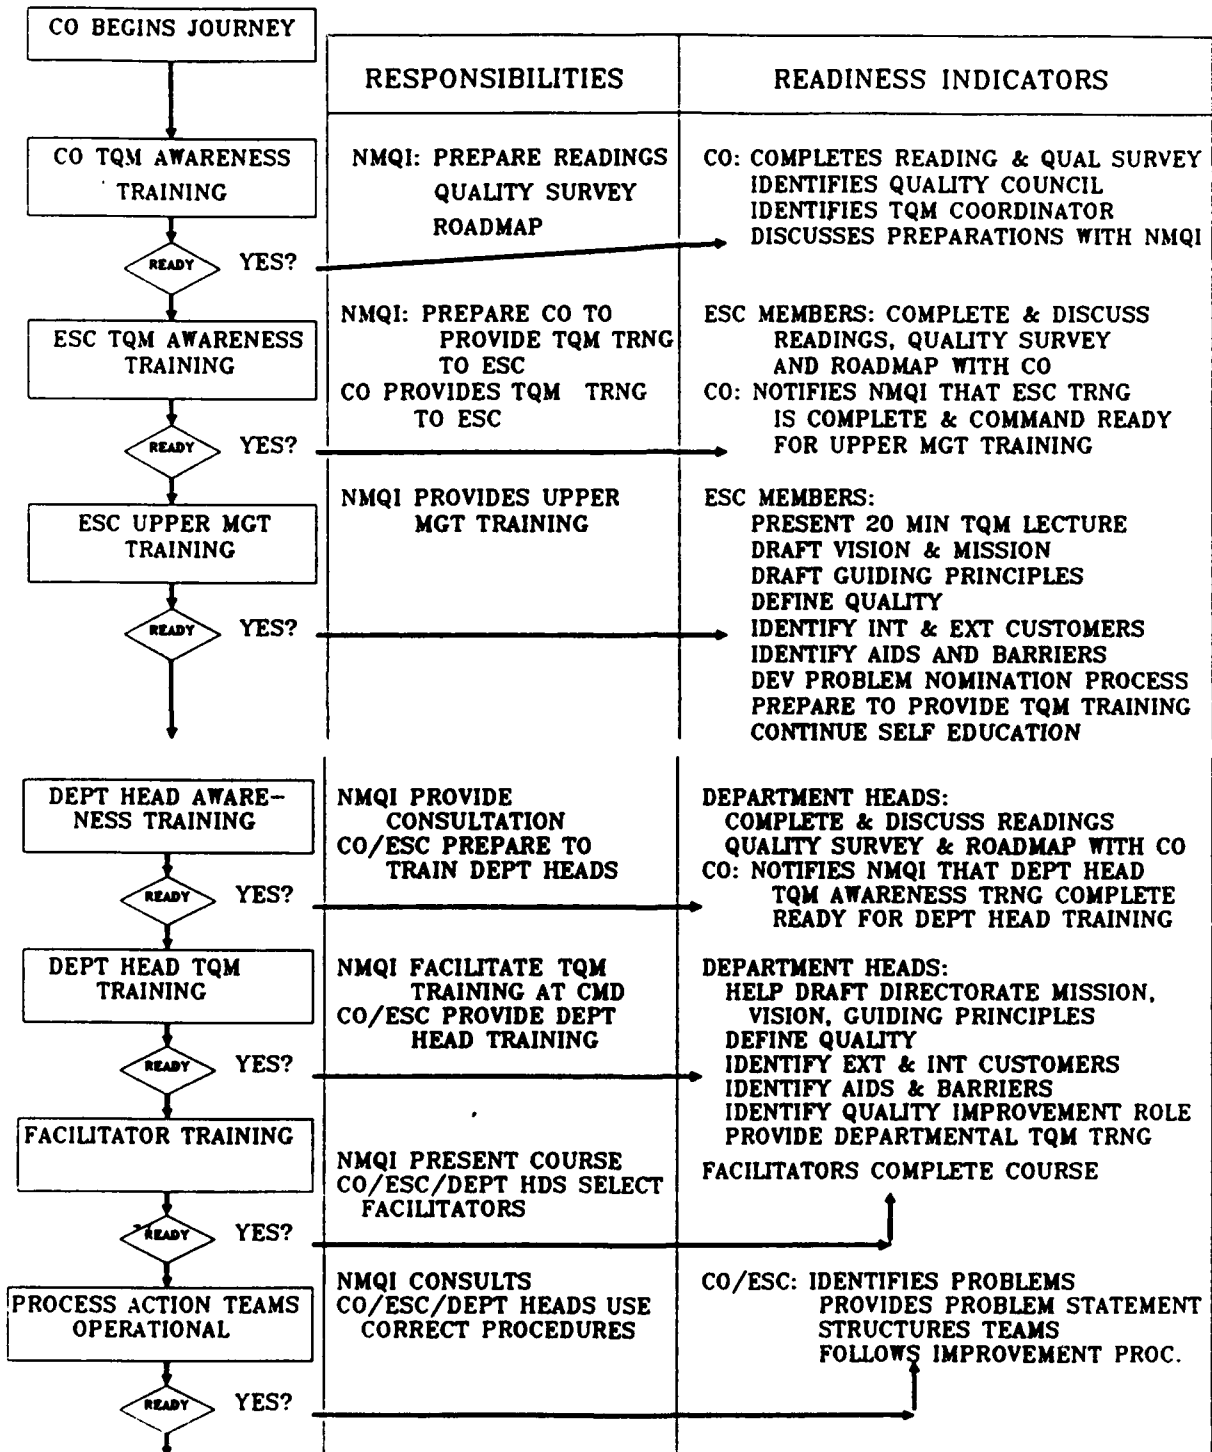 CO BEGINS JOURNEY
RESPONSIBILITIES
READINESS INDICATORS
CO TQM AWARENESS
TRAINING
NMQI: PREPARE READINGS
QUALITY SURVEY
ROADMAP
CO: COMPLETES READING & QUAL SURVEY
IDENTIFIES QUALITY COUNCIL
IDENTIFIES TQM COORDINATOR
DISCUSSES PREPARATIONS WITH NMQI
READY
YES?
ESC TQM AWARENESS
TRAINING
NMQI: PREPARE CO TO
PROVIDE TQM TRNG
TO ESC
CO PROVIDES TQM TRNG
TO ESC
ESC MEMBERS: COMPLETE & DISCUSS
READINGS, QUALITY SURVEY
AND ROADMAP WITH CO
CO: NOTIFIES NMQI THAT ESC TRNG
IS COMPLETE & COMMAND READY
FOR UPPER MGT TRAINING
READY
YES?
ESC UPPER MGT
TRAINING
NMQI PROVIDES UPPER
MGT TRAINING
ESC MEMBERS:
PRESENT 20 MIN TQM LECTURE
DRAFT VISION & MISSION
DRAFT GUIDING PRINCIPLES
DEFINE QUALITY
IDENTIFY INT & EXT CUSTOMERS
IDENTIFY AIDS AND BARRIERS
DEV PROBLEM NOMINATION PROCESS
PREPARE TO PROVIDE TQM TRAINING
CONTINUE SELF EDUCATION
READY
YES?
DEPT HEAD AWARE-
NESS TRAINING
NMQI PROVIDE
CONSULTATION
CO/ESC PREPARE TO
TRAIN DEPT HEADS
DEPARTMENT HEADS:
COMPLETE & DISCUSS READINGS
QUALITY SURVEY & ROADMAP WITH CO
CO: NOTIFIES NMQI THAT DEPT HEAD
TQM AWARENESS TRNG COMPLETE
READY FOR DEPT HEAD TRAINING
READY
YES?
DEPT HEAD TQM
TRAINING
NMQI FACILITATE TQM
TRAINING AT CMD
CO/ESC PROVIDE DEPT
HEAD TRAINING
DEPARTMENT HEADS:
HELP DRAFT DIRECTORATE MISSION,
VISION, GUIDING PRINCIPLES
DEFINE QUALITY
IDENTIFY EXT & INT CUSTOMERS
IDENTIFY AIDS & BARRIERS
IDENTIFY QUALITY IMPROVEMENT ROLE
PROVIDE DEPARTMENTAL TQM TRNG
READY
YES?
FACILITATOR TRAINING
NMQI PRESENT COURSE
CO/ESC/DEPT HDS SELECT
FACILITATORS
FACILITATORS COMPLETE COURSE
READY
YES?
PROCESS ACTION TEAMS
OPERATIONAL
NMQI CONSULTS
CO/ESC/DEPT HEADS USE
CORRECT PROCEDURES
CO/ESC: IDENTIFIES PROBLEMS
PROVIDES PROBLEM STATEMENT
STRUCTURES TEAMS
FOLLOWS IMPROVEMENT PROC.
READY
YES?